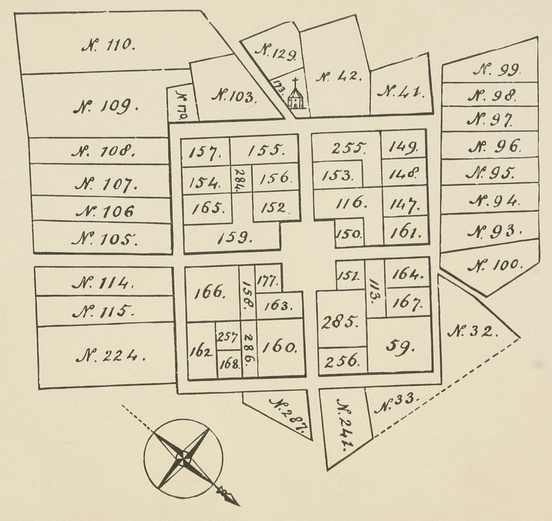 N. 110.
N. 129.
N. 42.
N. 99.
N. 109.
N. 170
N. 103.
173.
N. 41.
N. 98.
N. 97.
N. 108.
157.
155.
255.
149.
N. 96.
N. 107.
154.
284.
156.
153.
148.
N. 95.
N. 106
165.
152.
116.
147.
N. 94.
N. 105.
159.
150.
161.
N. 93.
N. 100.
N. 114.
166.
158.
177.
151.
113.
164.
N. 115.
163.
167.
N. 32.
N. 224.
162.
257
168.
286.
160.
285.
256.
59.
N. 287.
N. 241.
N. 33.